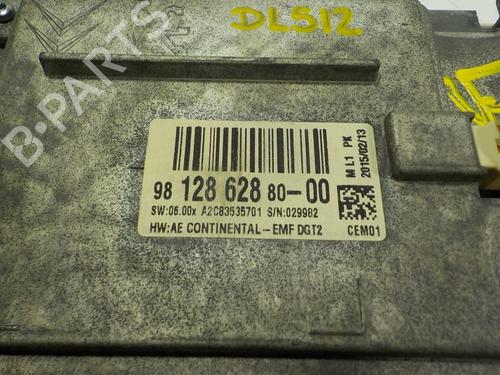 DLS12
B-PARTS
M L1 PK
2015/02/13
98 128 628 80-00
SW:06.00x A2C83535701 S/N:029982
HW:AE CONTINENTAL-EMF DGT2
CEM01